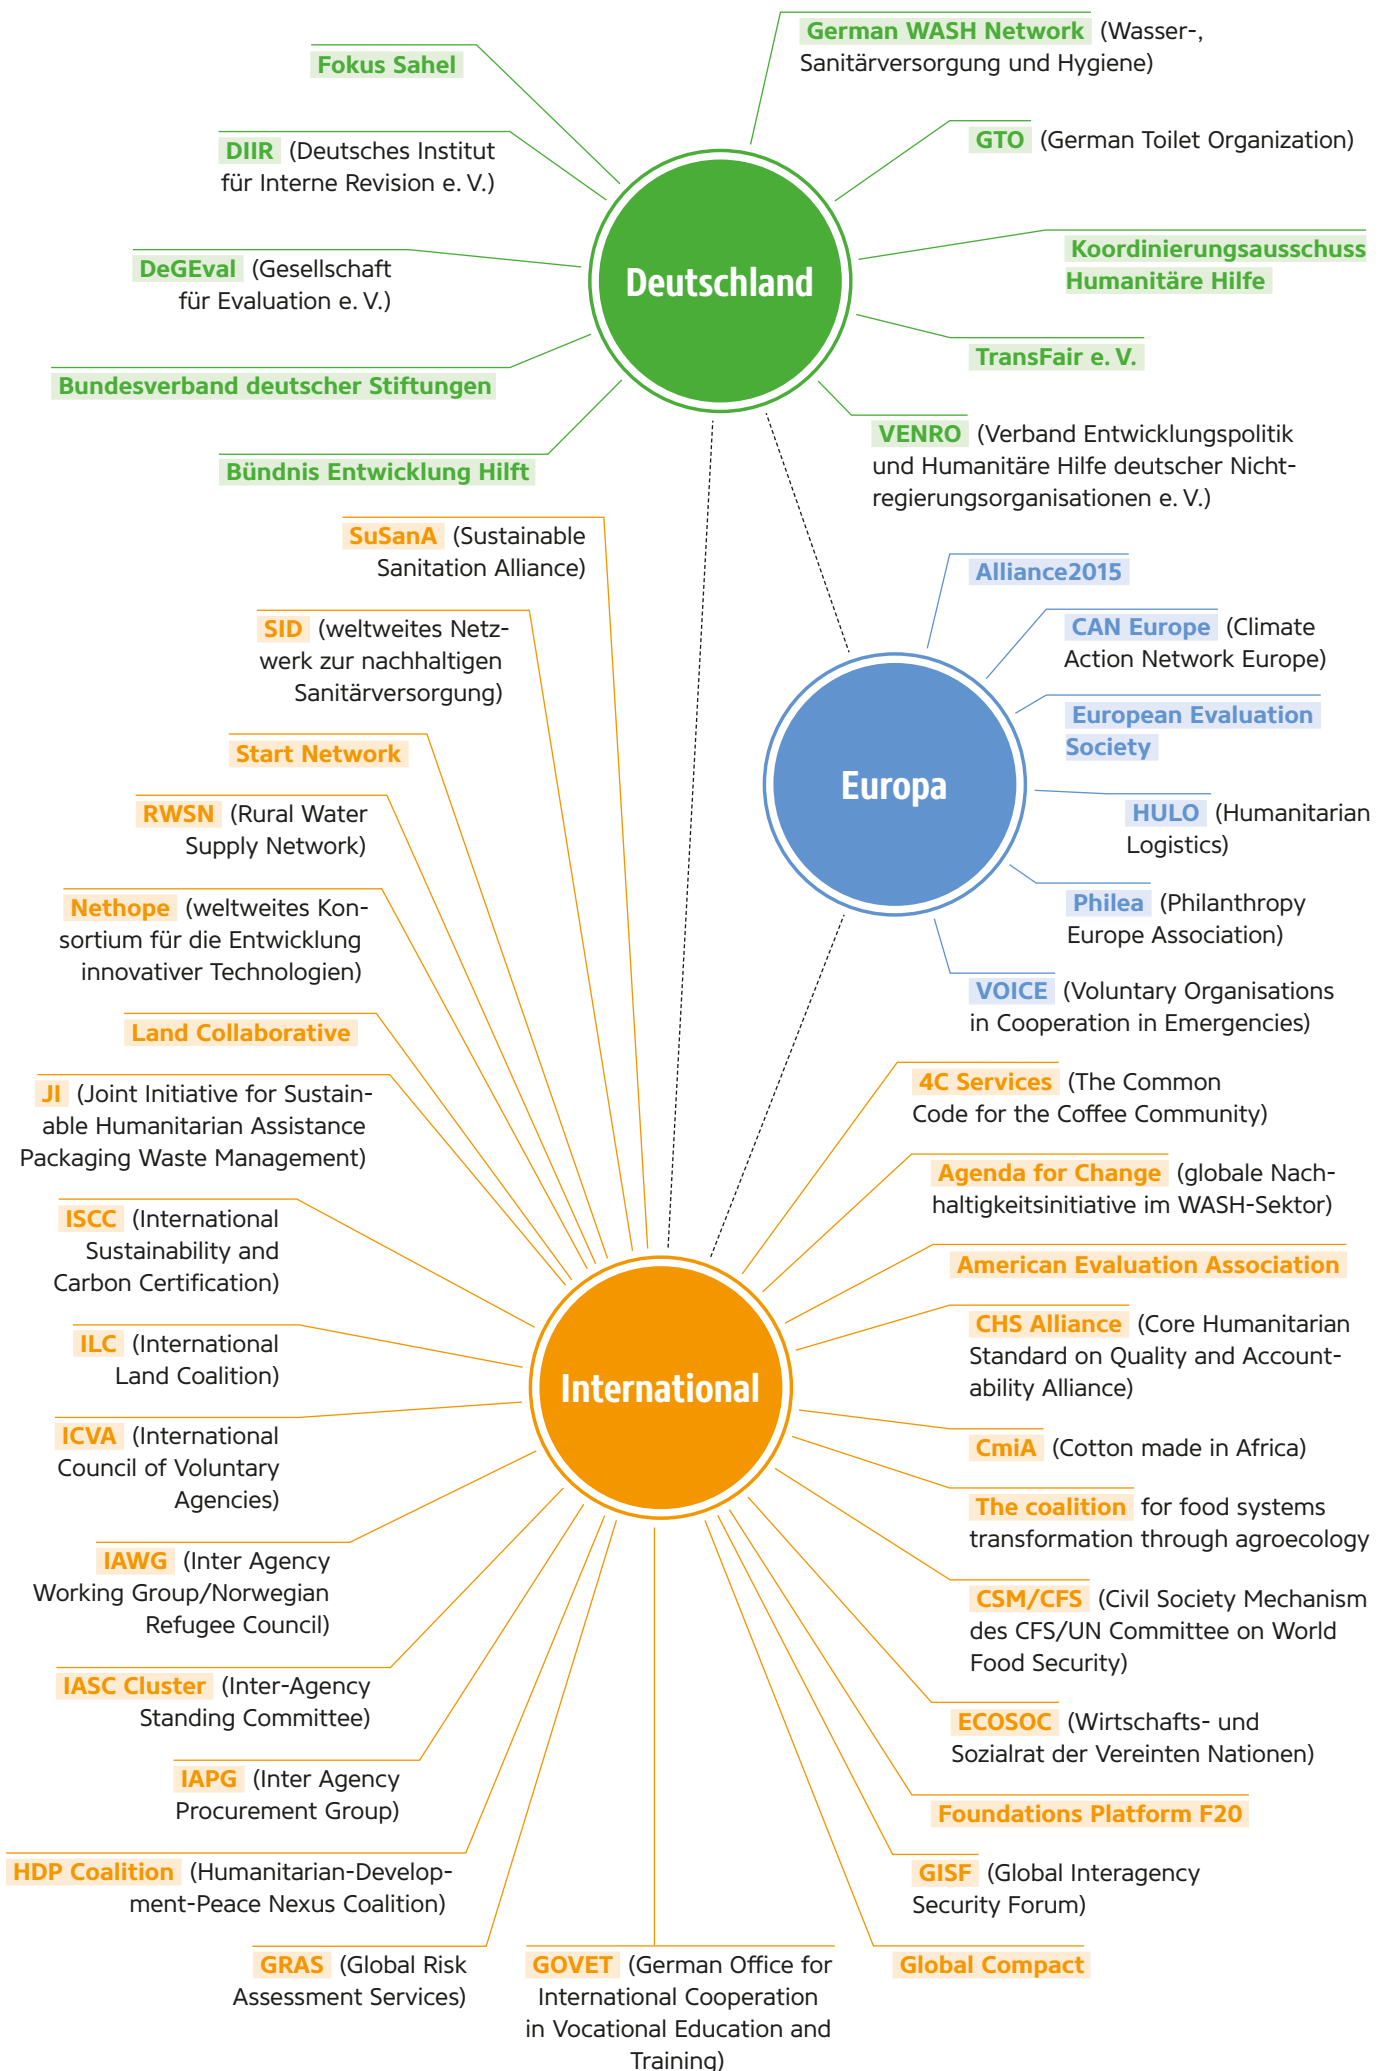 German WASH Network (Wasser-,
Sanitärversorgung und Hygiene)
Fokus Sahel
GTO (German Toilet Organization)
DIIR (Deutsches Institut
für Interne Revision e. V.)
Koordinierungsausschuss
Humanitäre Hilfe
DeGEval (Gesellschaft
für Evaluation e. V.)
Deutschland
TransFair e. V.
Bundesverband deutscher Stiftungen
VENRO (Verband Entwicklungspolitik
und Humanitäre Hilfe deutscher Nicht-
regierungsorganisationen e. V.)
Bündnis Entwicklung Hilft
SuSanA (Sustainable
Sanitation Alliance)
Alliance2015
SID (weltweites Netz-
werk zur nachhaltigen
Sanitärversorgung)
CAN Europe (Climate
Action Network Europe)
European Evaluation
Society
Start Network
Europa
RWSN (Rural Water
Supply Network)
HULO (Humanitarian
Logistics)
Nethope (weltweites Kon-
sortium für die Entwicklung
innovativer Technologien)
Philea (Philanthropy
Europe Association)
VOICE (Voluntary Organisations
in Cooperation in Emergencies)
Land Collaborative
JI (Joint Initiative for Sustain-
able Humanitarian Assistance
Packaging Waste Management)
4C Services (The Common
Code for the Coffee Community)
Agenda for Change (globale Nach-
haltigkeitsinitiative im WASH-Sektor)
ISCC (International
Sustainability and
Carbon Certification)
American Evaluation Association
ILC (International
Land Coalition)
CHS Alliance (Core Humanitarian
Standard on Quality and Account-
ability Alliance)
International
ICVA (International
Council of Voluntary
Agencies)
CmiA (Cotton made in Africa)
The coalition for food systems
transformation through agroecology
IAWG (Inter Agency
Working Group/Norwegian
Refugee Council)
CSM/CFS (Civil Society Mechanism
des CFS/UN Committee on World
Food Security)
IASC Cluster (Inter-Agency
Standing Committee)
ECOSOC (Wirtschafts- und
Sozialrat der Vereinten Nationen)
IAPG (Inter Agency
Procurement Group)
Foundations Platform F20
HDP Coalition (Humanitarian-Develop-
ment-Peace Nexus Coalition)
GISF (Global Interagency
Security Forum)
GRAS (Global Risk
Assessment Services)
GOVET (German Office for
International Cooperation
in Vocational Education and
Training)
Global Compact